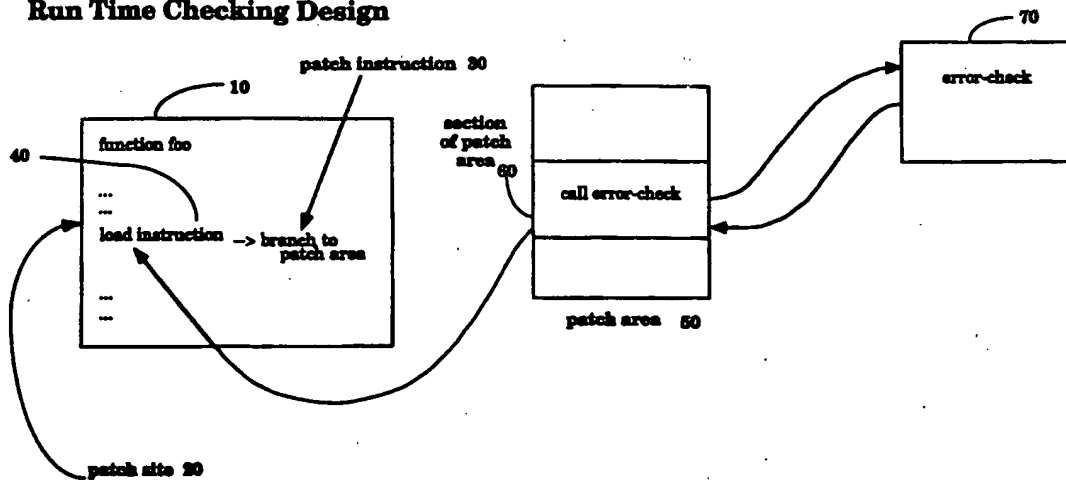 Run Time Checking Design
70
patch instruction 30
error-check
10
section
of patch
area
60
function foo
40
...
...
call error-check
load instruction -> branch to
patch area
...
...
patch area 50
patch site 20